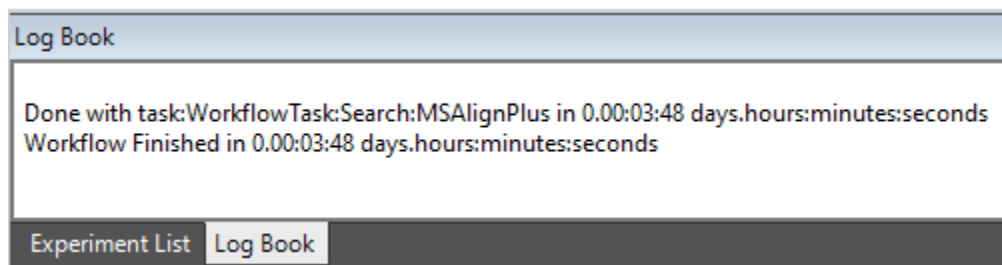 Log Book
Done with task:WorkflowTask:Search:MSAlignPlus in 0.00:03:48 days.hours:minutes:seconds
Workflow Finished in 0.00:03:48 days.hours:minutes:seconds
Experiment List Log Book